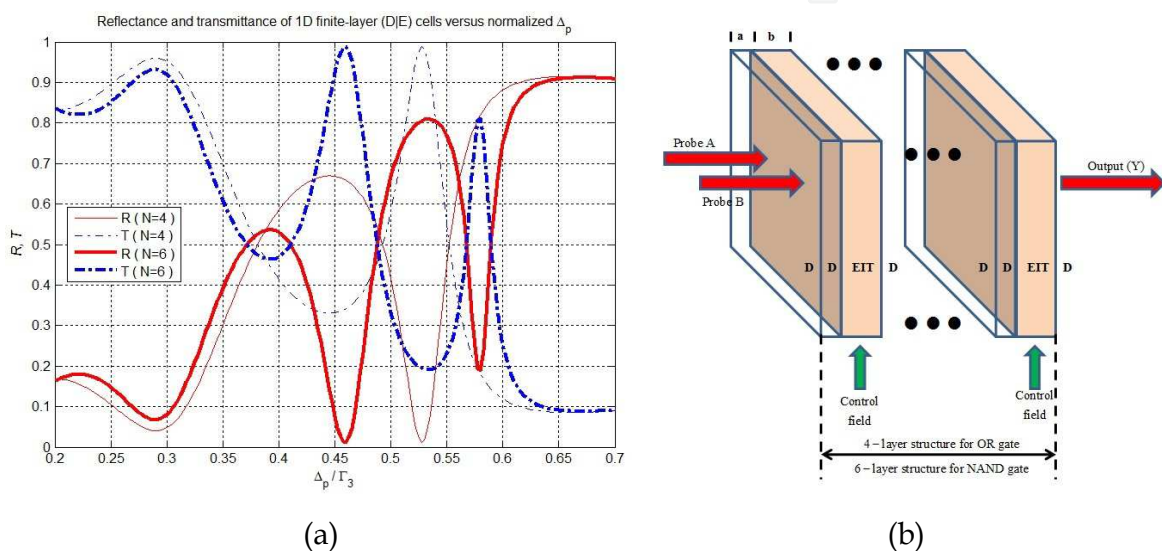 Reflectance and transmittance of 1D finite-layer (D|E) cells versus normalized Δp
1
0.9
0.8
0.7
0.6
0.5
0.4
0.3
0.2
0.1
0
R, T
R ( N=4 )
T ( N=4 )
R ( N=6 )
T ( N=6 )
0.2 0.25 0.3 0.35 0.4 0.45 0.5 0.55 0.6 0.65 0.7
Δp / Γ3
(a)
a b
Probe A
Probe B
Output (Y)
D D EIT D D D EIT D
Control
field
Control
field
4 – layer structure for OR gate
6 – layer structure for NAND gate
(b)